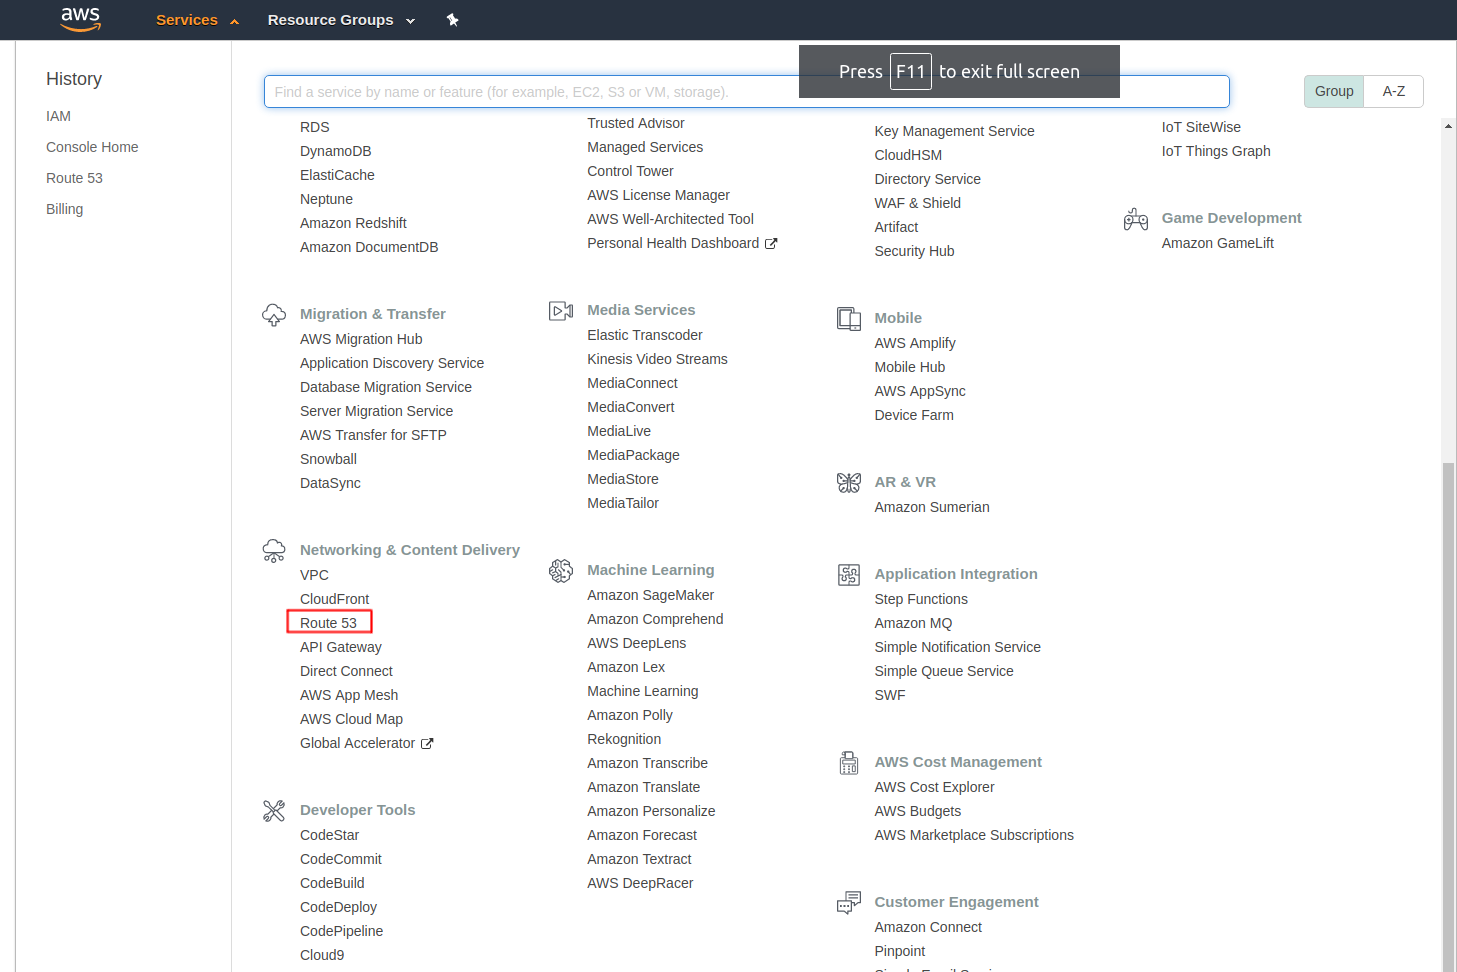 aws
Services
Resource Groups
Press F11 to exit full screen
History
IAM
Console Home
Route 53
Billing
Find a service by name or feature (for example, EC2, S3 or VM, storage).
Group
A-Z
RDS
DynamoDB
ElastiCache
Neptune
Amazon Redshift
Amazon DocumentDB
Migration & Transfer
AWS Migration Hub
Application Discovery Service
Database Migration Service
Server Migration Service
AWS Transfer for SFTP
Snowball
DataSync
Networking & Content Delivery
VPC
CloudFront
Route 53
API Gateway
Direct Connect
AWS App Mesh
AWS Cloud Map
Global Accelerator
Developer Tools
CodeStar
CodeCommit
CodeBuild
CodeDeploy
CodePipeline
Cloud9
Trusted Advisor
Managed Services
Control Tower
AWS License Manager
AWS Well-Architected Tool
Personal Health Dashboard
Media Services
Elastic Transcoder
Kinesis Video Streams
MediaConnect
MediaConvert
MediaLive
MediaPackage
MediaStore
MediaTailor
Machine Learning
Amazon SageMaker
Amazon Comprehend
AWS DeepLens
Amazon Lex
Machine Learning
Amazon Polly
Rekognition
Amazon Transcribe
Amazon Translate
Amazon Personalize
Amazon Forecast
Amazon Textract
AWS DeepRacer
Key Management Service
CloudHSM
Directory Service
WAF & Shield
Artifact
Security Hub
Mobile
AWS Amplify
Mobile Hub
AWS AppSync
Device Farm
AR & VR
Amazon Sumerian
Application Integration
Step Functions
Amazon MQ
Simple Notification Service
Simple Queue Service
SWF
AWS Cost Management
AWS Cost Explorer
AWS Budgets
AWS Marketplace Subscriptions
Customer Engagement
Amazon Connect
Pinpoint
IoT SiteWise
IoT Things Graph
Game Development
Amazon GameLift